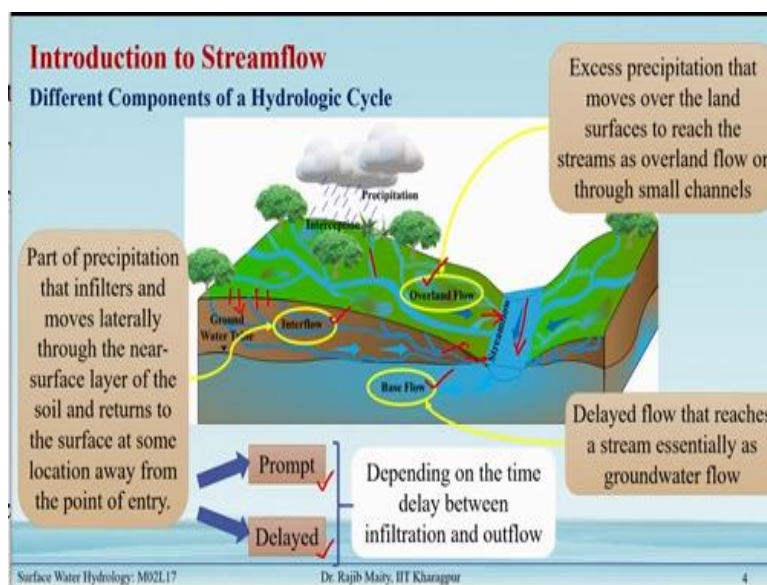 Introduction to Streamflow
Different Components of a Hydrologic Cycle
Excess precipitation that
moves over the land
surfaces to reach the
streams as overland flow or
through small channels
Precipitation
Interception
Part of precipitation
that infilters and
moves laterally
through the near-
surface layer of the
soil and returns to
the surface at some
location away from
the point of entry.
Overland Flow
Ground
Water Table
Interflow
Streamflow
Base Flow
Delayed flow that reaches
a stream essentially as
groundwater flow
Prompt
Delayed
Depending on the time
delay between
infiltration and outflow
Surface Water Hydrology: M02L17
Dr. Rajib Maity, IIT Kharagpur
4